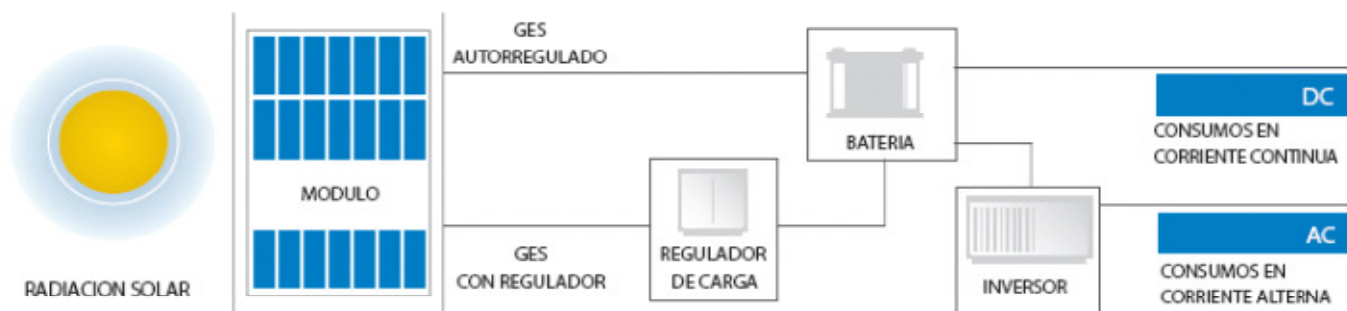 RADIACION SOLAR
MODULO
GES
AUTORREGULADO
GES
CON REGULADOR
REGULADOR
DE CARGA
BATERIA
INVERSOR
DC
CONSUMOS EN
CORRIENTE CONTINUA
AC
CONSUMOS EN
CORRIENTE ALTERNA